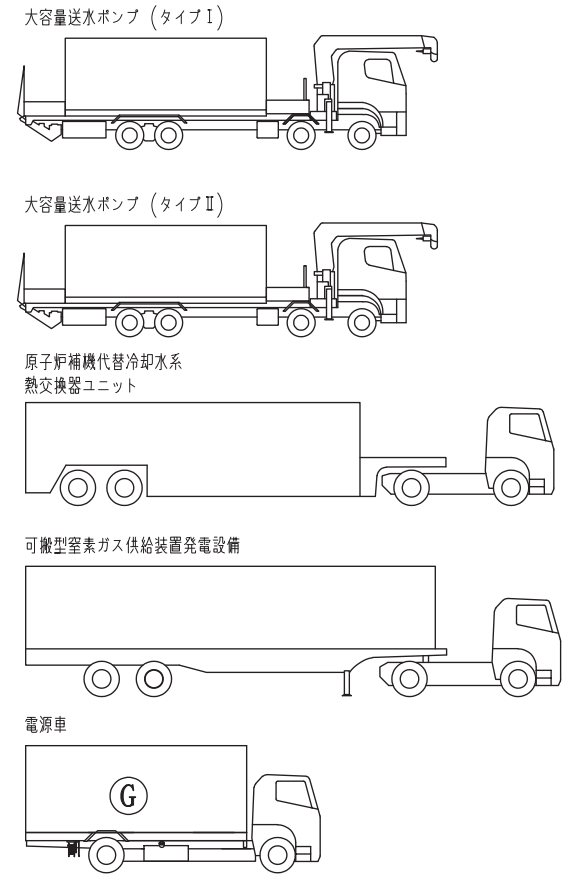 大容量送水ポンプ（タイプⅠ）
大容量送水ポンプ（タイプⅡ）
原子炉補機代替冷却水系
熱交換器ユニット
可搬型窒素ガス供給装置発電設備
電源車
G